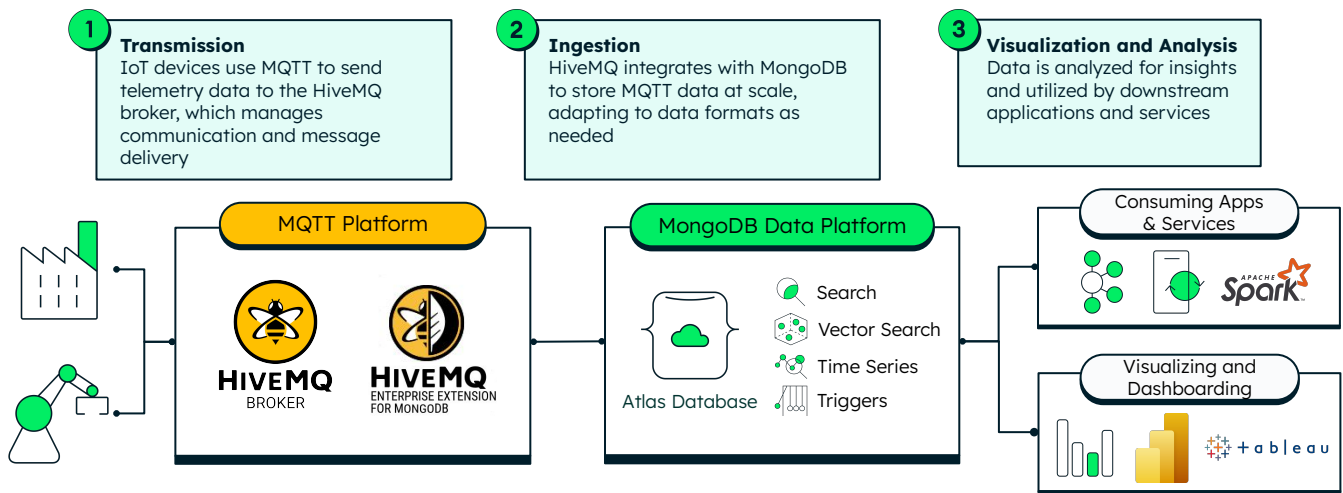 1
Transmission
IoT devices use MQTT to send
telemetry data to the HiveMQ
broker, which manages
communication and message
delivery
2
Ingestion
HiveMQ integrates with MongoDB
to store MQTT data at scale,
adapting to data formats as
needed
3
Visualization and Analysis
Data is analyzed for insights
and utilized by downstream
applications and services
MQTT Platform
HIVEMQ
BROKER
HIVEMQ
ENTERPRISE EXTENSION
FOR MONGODB
MongoDB Data Platform
Atlas Database
Search
Vector Search
Time Series
Triggers
Consuming Apps
& Services
APACHE
Spark™
Visualizing and
Dashboarding
+ a b | e a u